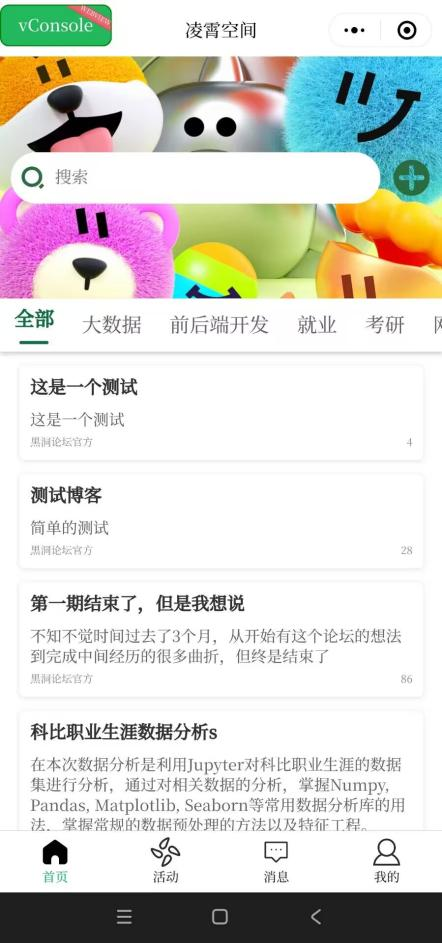 vConsole
WEBVIEW
凌霄空间
搜索
全部 大数据 前后端开发 就业 考研
这是一个测试
这是一个测试
黑洞论坛官方 4
测试博客
简单的测试
黑洞论坛官方 28
第一期结束了，但是我想说
不知不觉时间过去了3个月，从开始有这个论坛的想法
到完成中间经历的很多曲折，但终是结束了
黑洞论坛官方 86
科比职业生涯数据分析s
在本次数据分析是利用Jupyter对科比职业生涯的数据
集进行分析，通过对相关数据的分析，掌握Numpy,
Pandas, Matplotlib, Seaborn等常用数据分析库的用
法，掌握常规的数据预处理的方法以及特征工程。
首页 活动 消息 我的